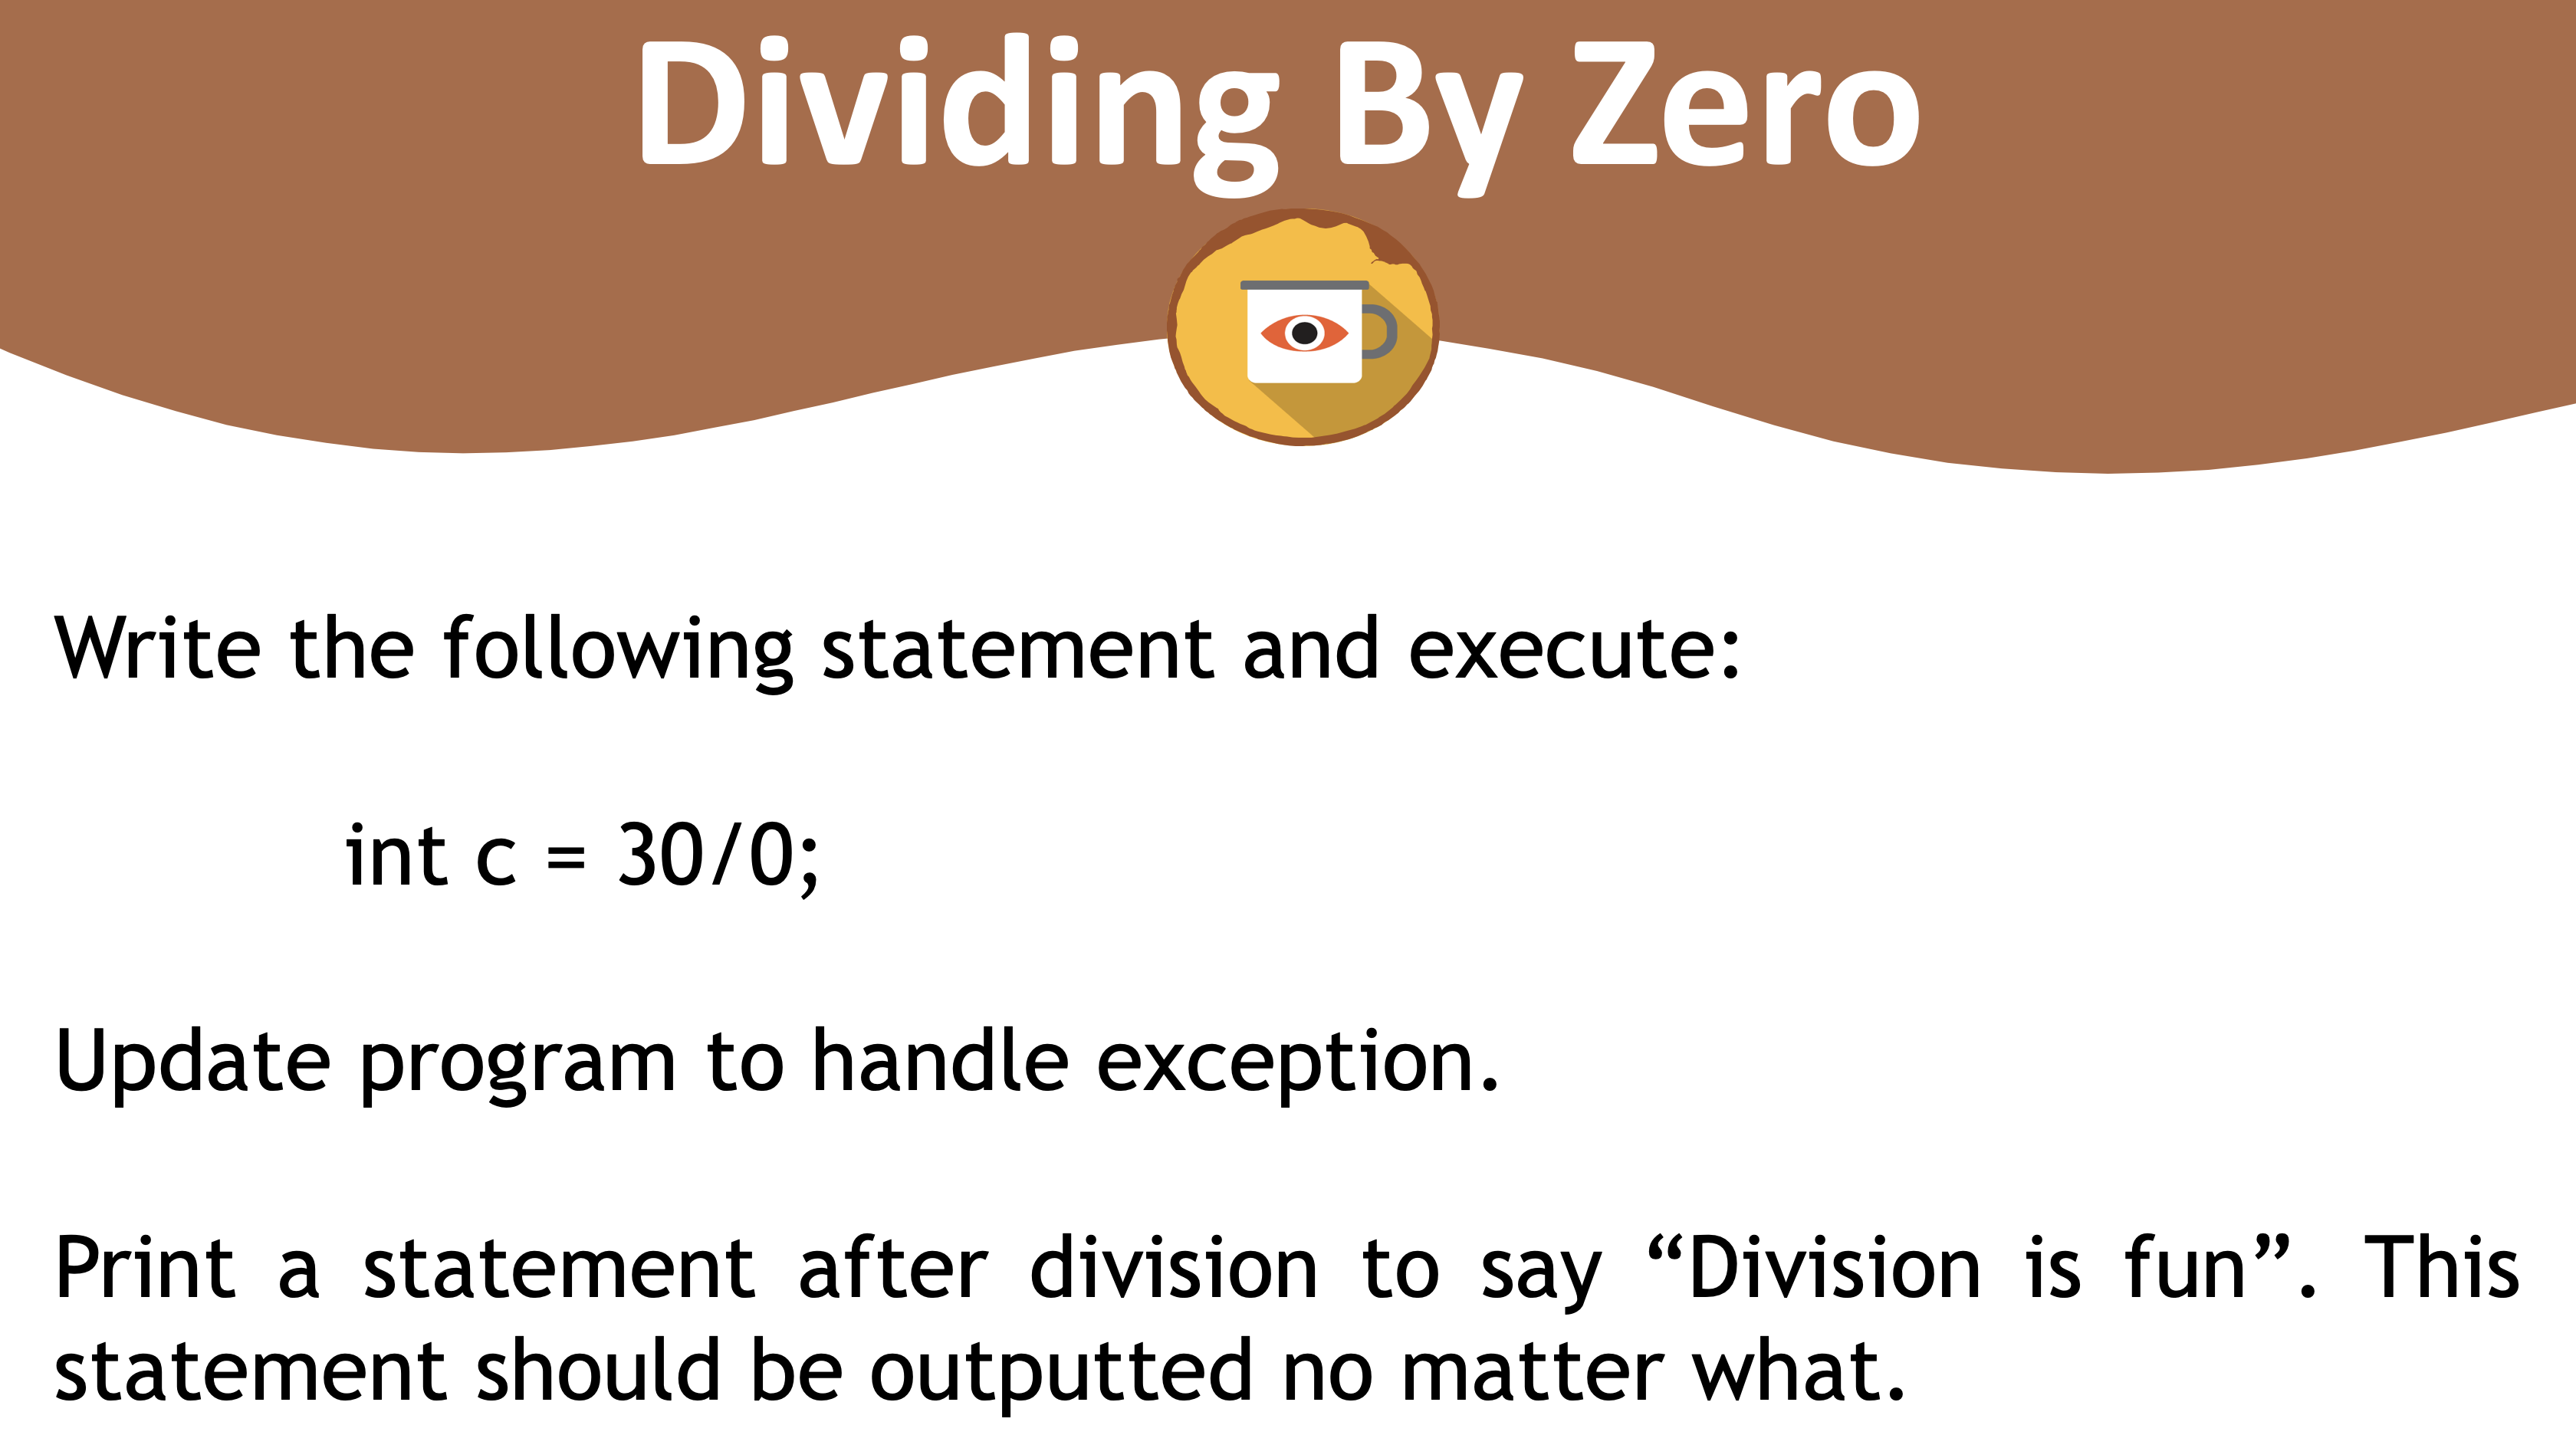 Dividing By Zero
Write the following statement and execute:
int c = 30/0;
Update program to handle exception.
Print a statement after division to say “Division is fun”. This
statement should be outputted no matter what.